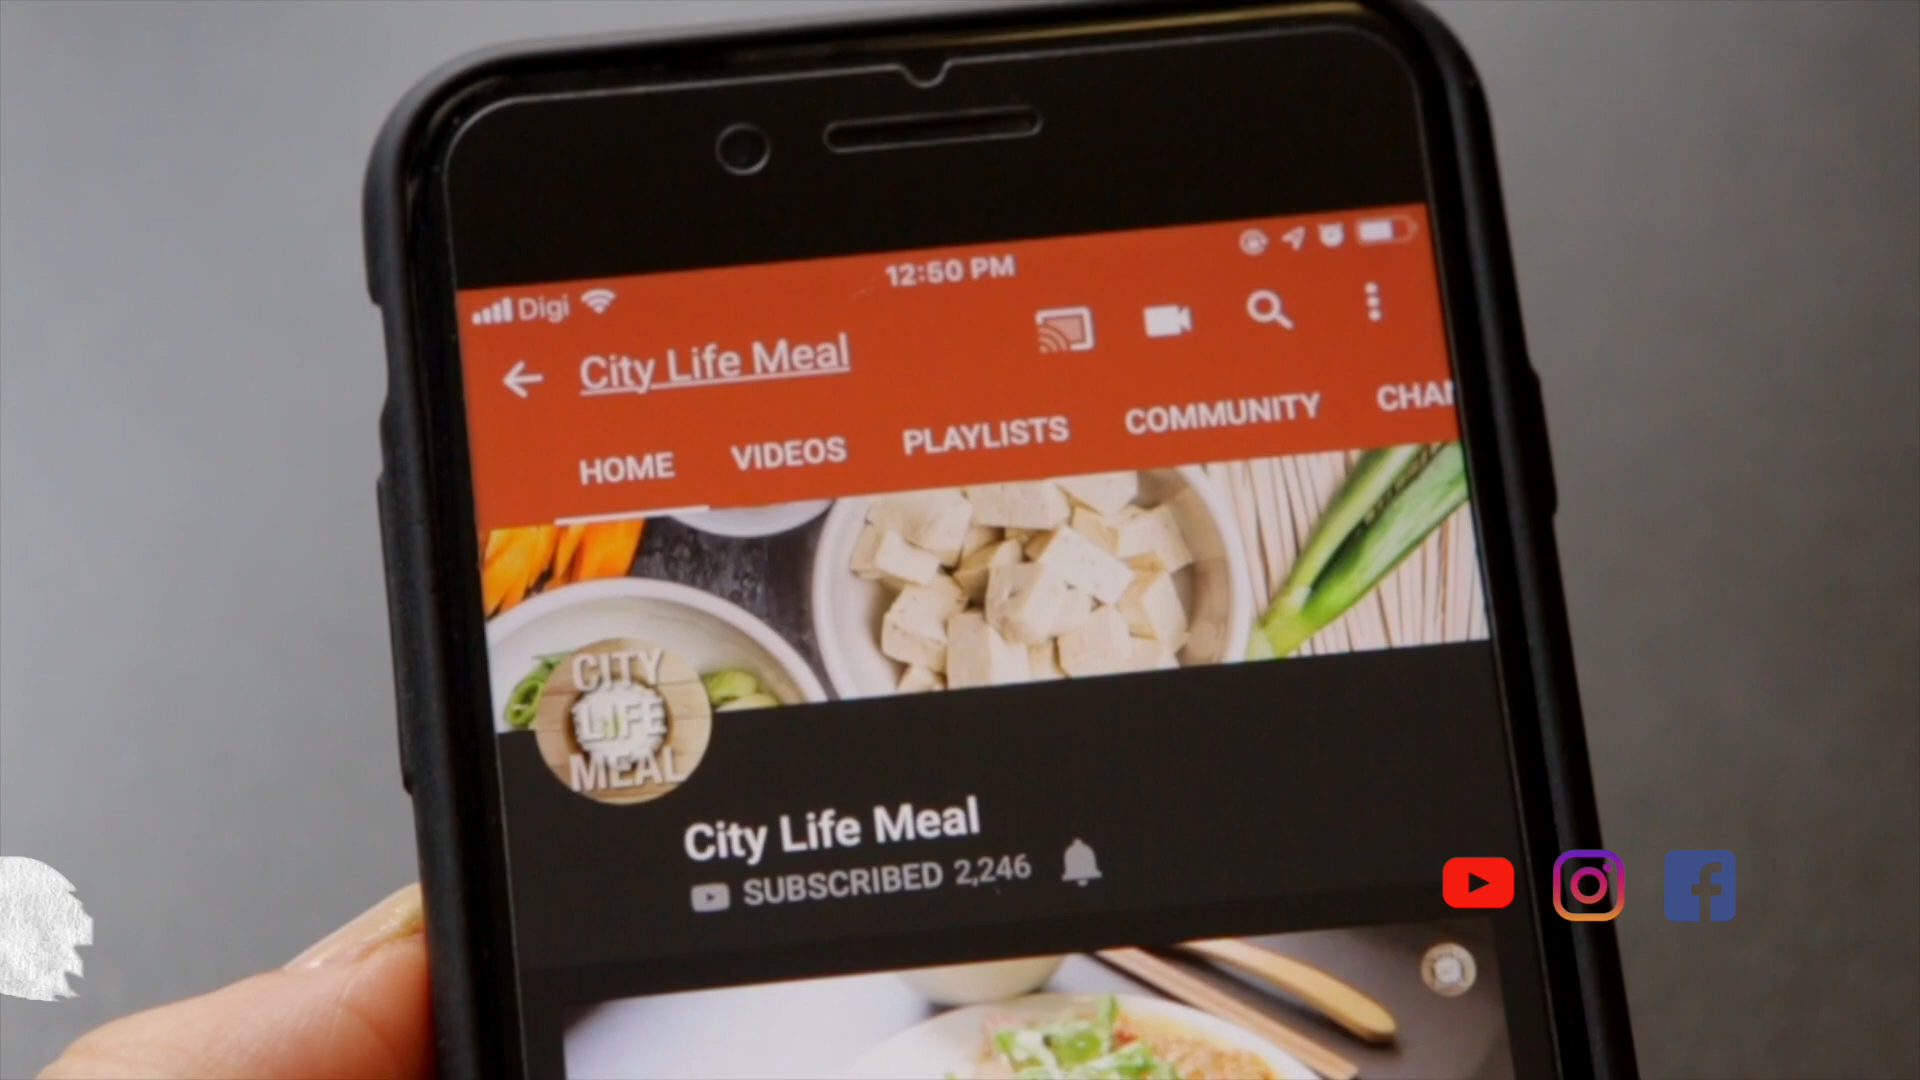 12:50 PM
Digi
City Life Meal
HOME VIDEOS PLAYLISTS COMMUNITY CHAN
CITY
LIFE
MEAL
City Life Meal
SUBSCRIBED 2,246